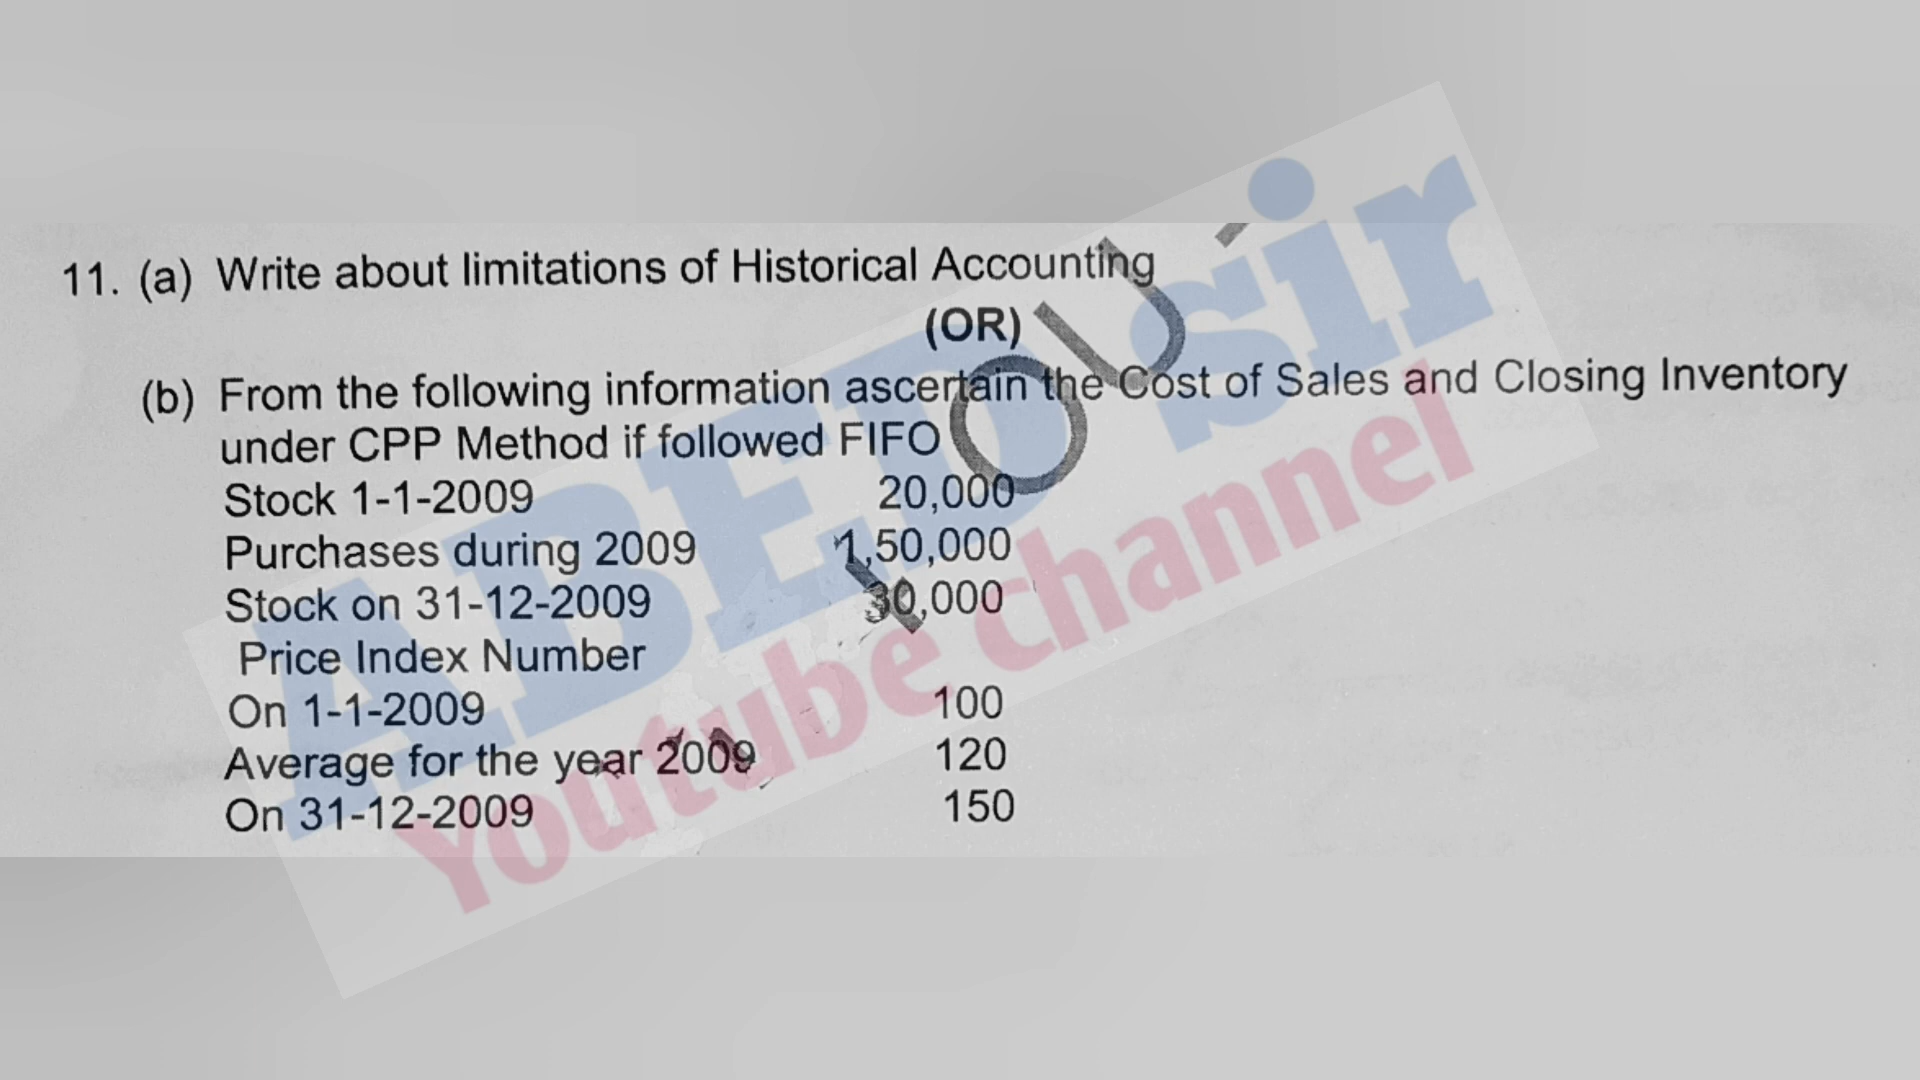 11. (a) Write about limitations of Historical Accounting
(OR)
(b) From the following information ascertain the Cost of Sales and Closing Inventory
under CPP Method if followed FIFO
Stock 1-1-2009 20,000
Purchases during 2009 1,50,000
Stock on 31-12-2009 30,000
Price Index Number
On 1-1-2009 100
Average for the year 2009 120
On 31-12-2009 150
ABED sir
Youtube channel
OU